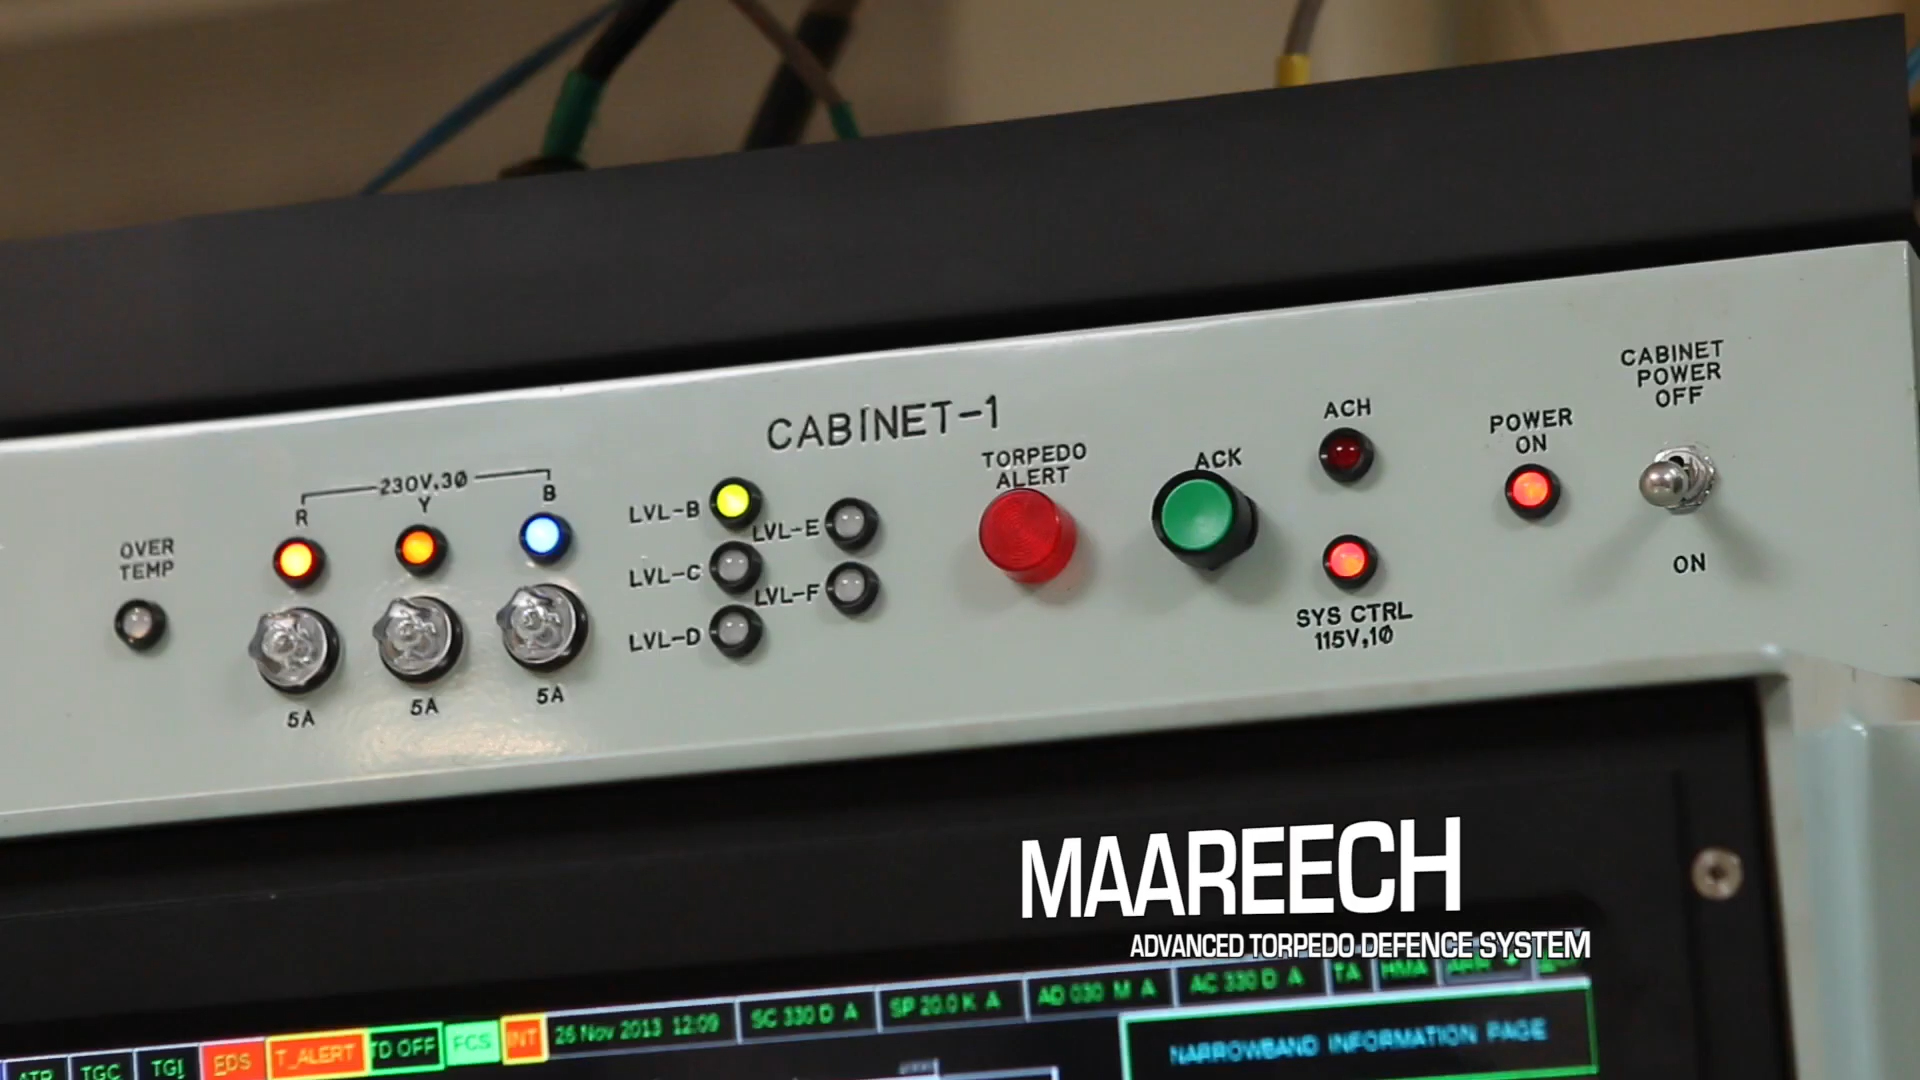 CABINET-1
CABINET
POWER
OFF
ON
POWER
ON
ACH
SYS CTRL
115V,1Ø
ACK
TORPEDO
ALERT
LVL-B
LVL-C
LVL-D
LVL-E
LVL-F
230V,3Ø
R
Y
B
5A
5A
5A
OVER
TEMP
MAAREECH
ADVANCED TORPEDO DEFENCE SYSTEM
ATR TGC TGI EDS T_ALERT TD OFF FCS INT 26 Nov 2013 12:09 SC 330 D A SP 20.0 K A AD 030 M A AC 330 D A TA HMA
NARROWBAND INFORMATION PAGE